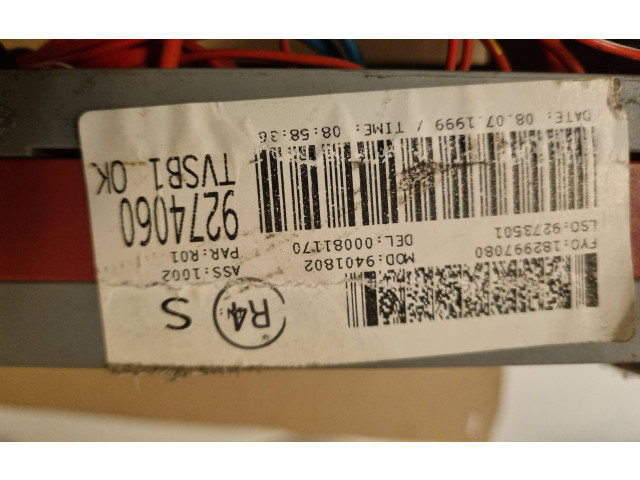 R4
S
FYO:182997080 MOD:9401802 ASS:1002
LSO:9273501 DEL:00081170 PAR:R01
9274060
TVSB1 OK
DATE: 08.07.1999 / TIME: 08:58:36